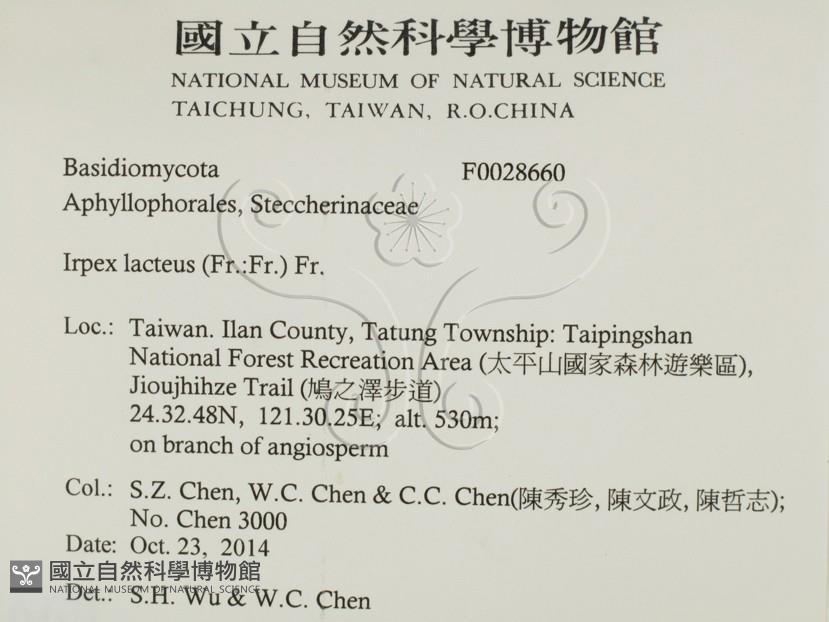 國立自然科學博物館
NATIONAL MUSEUM OF NATURAL SCIENCE
TAICHUNG, TAIWAN, R.O.CHINA
Basidiomycota F0028660
Aphyllophorales, Steccherinaceae
Irpex lacteus (Fr.:Fr.) Fr.
Loc.: Taiwan. Ilan County, Tatung Township: Taipingshan
National Forest Recreation Area (太平山國家森林遊樂區),
Jioujhihze Trail (鳩之澤步道)
24.32.48N, 121.30.25E; alt. 530m;
on branch of angiosperm
Col.: S.Z. Chen, W.C. Chen & C.C. Chen(陳秀珍, 陳文政, 陳哲志);
No. Chen 3000
Date: Oct. 23, 2014
國立自然科學博物館
NATIONAL MUSEUM OF NATURAL SCIENCE
Det.: S.H. Wu & W.C. Chen